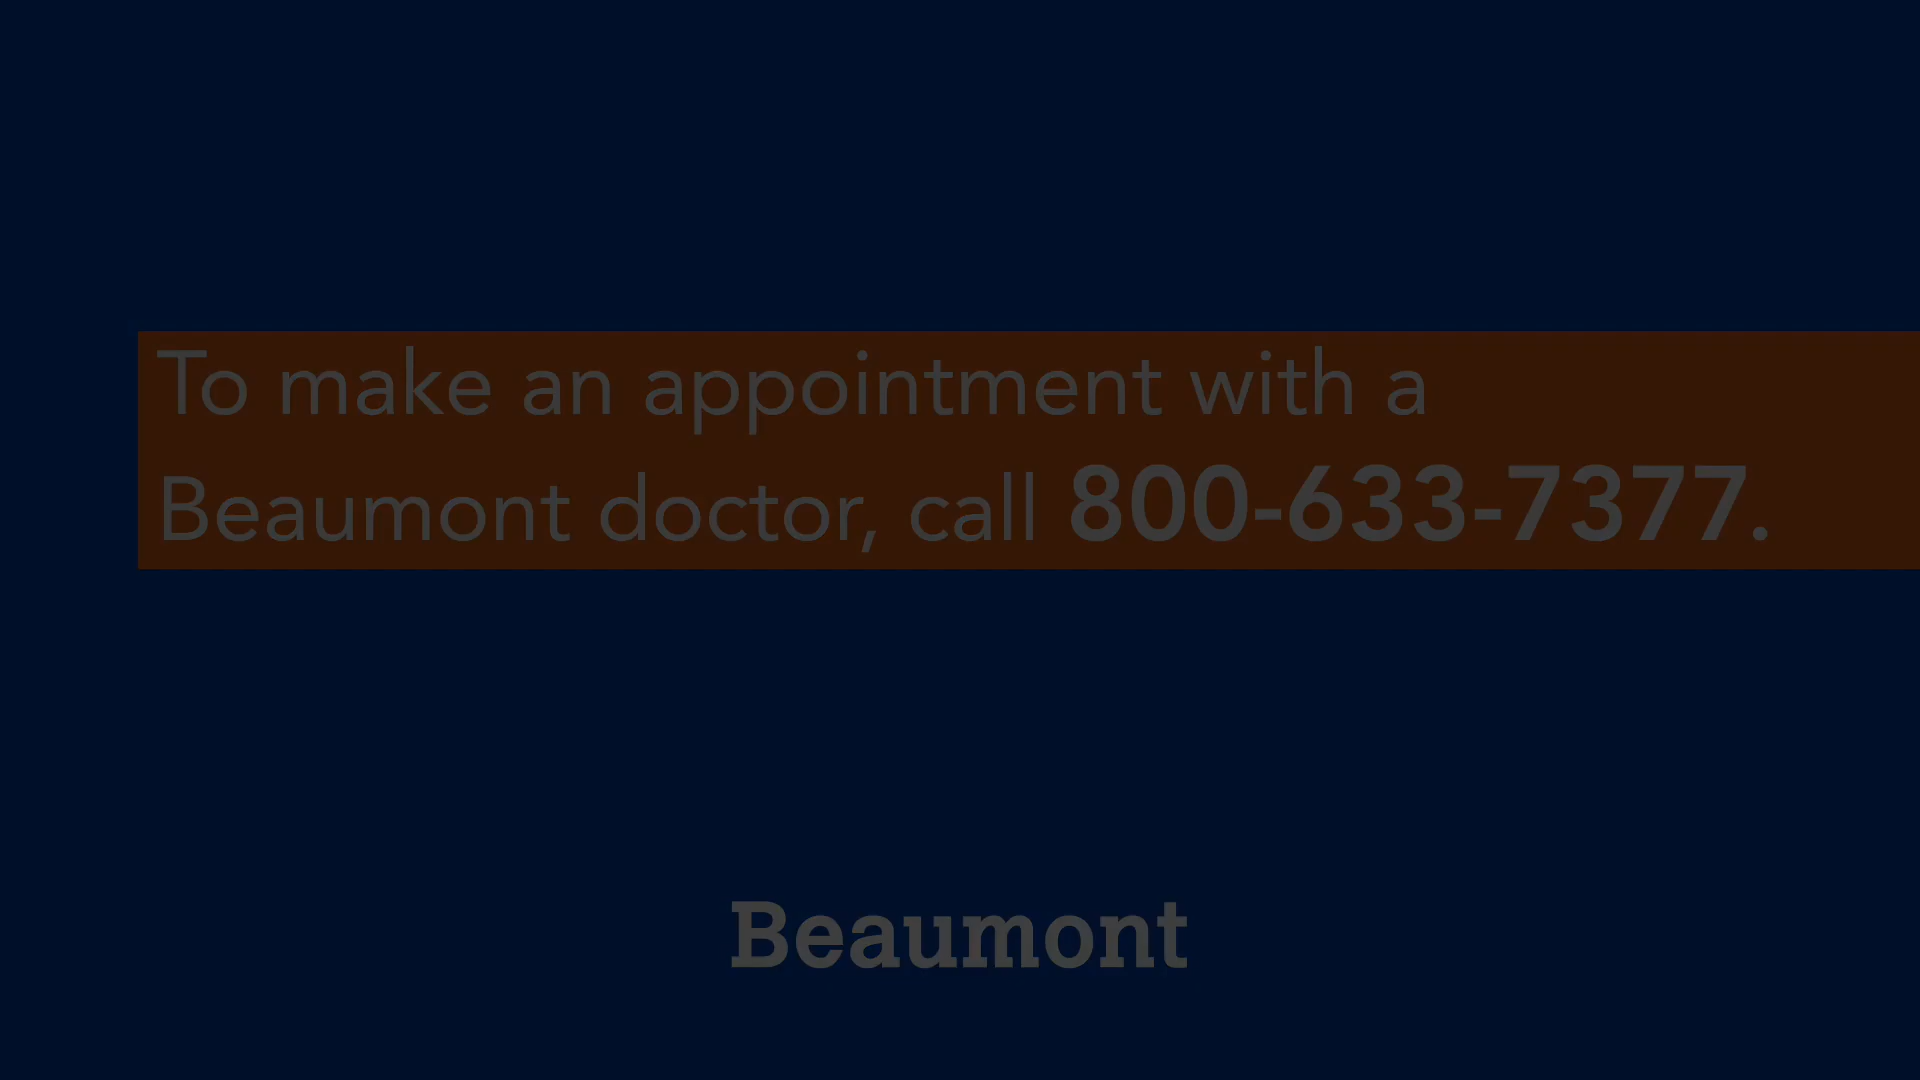 To make an appointment with a
Beaumont doctor, call 800-633-7377.
Beaumont